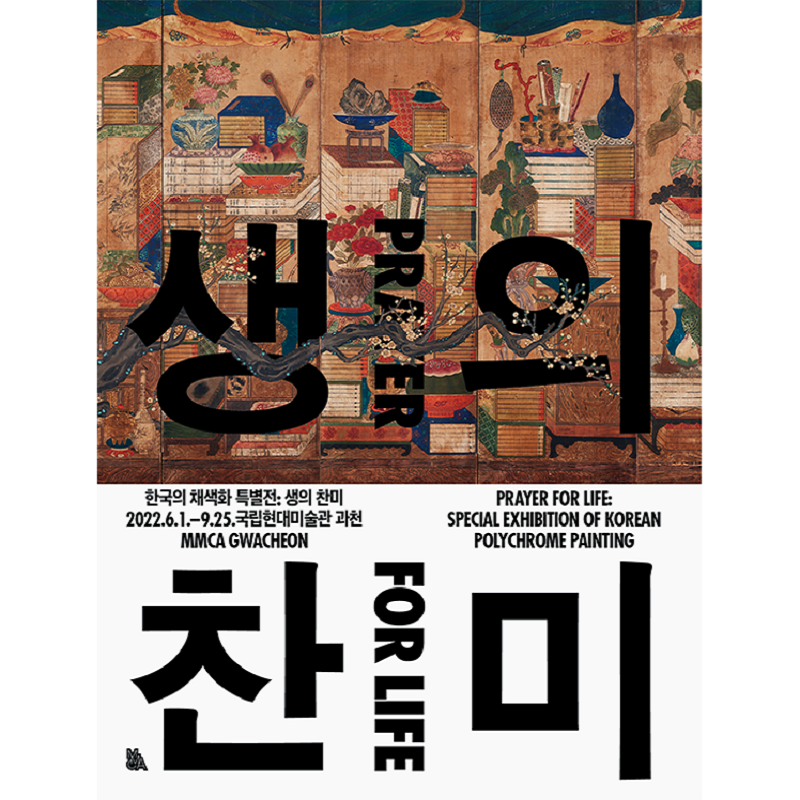 생의
PRAYER
한국의 채색화 특별전: 생의 찬미
2022.6.1.–9.25.국립현대미술관 과천
MMCA GWACHEON
PRAYER FOR LIFE:
SPECIAL EXHIBITION OF KOREAN
POLYCHROME PAINTING
찬미
FOR LIFE
MMCA